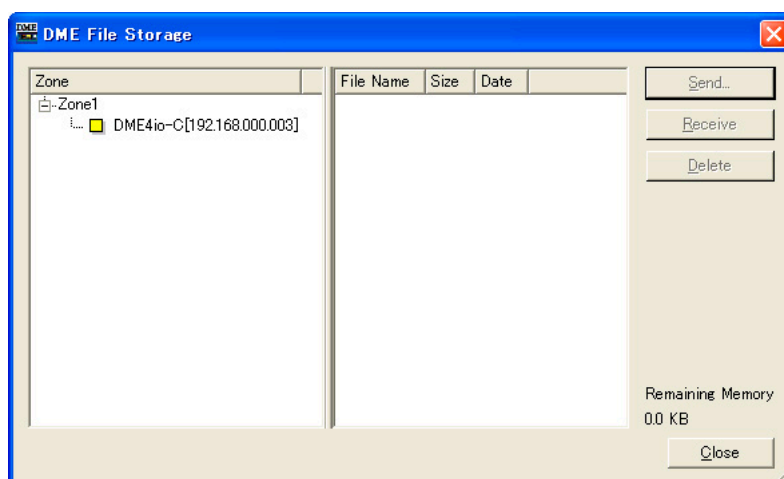 DME File Storage
Zone
Zone1
DME4io-C[192.168.000.003]
File Name Size Date
Send...
Receive
Delete
Remaining Memory
0.0 KB
Close